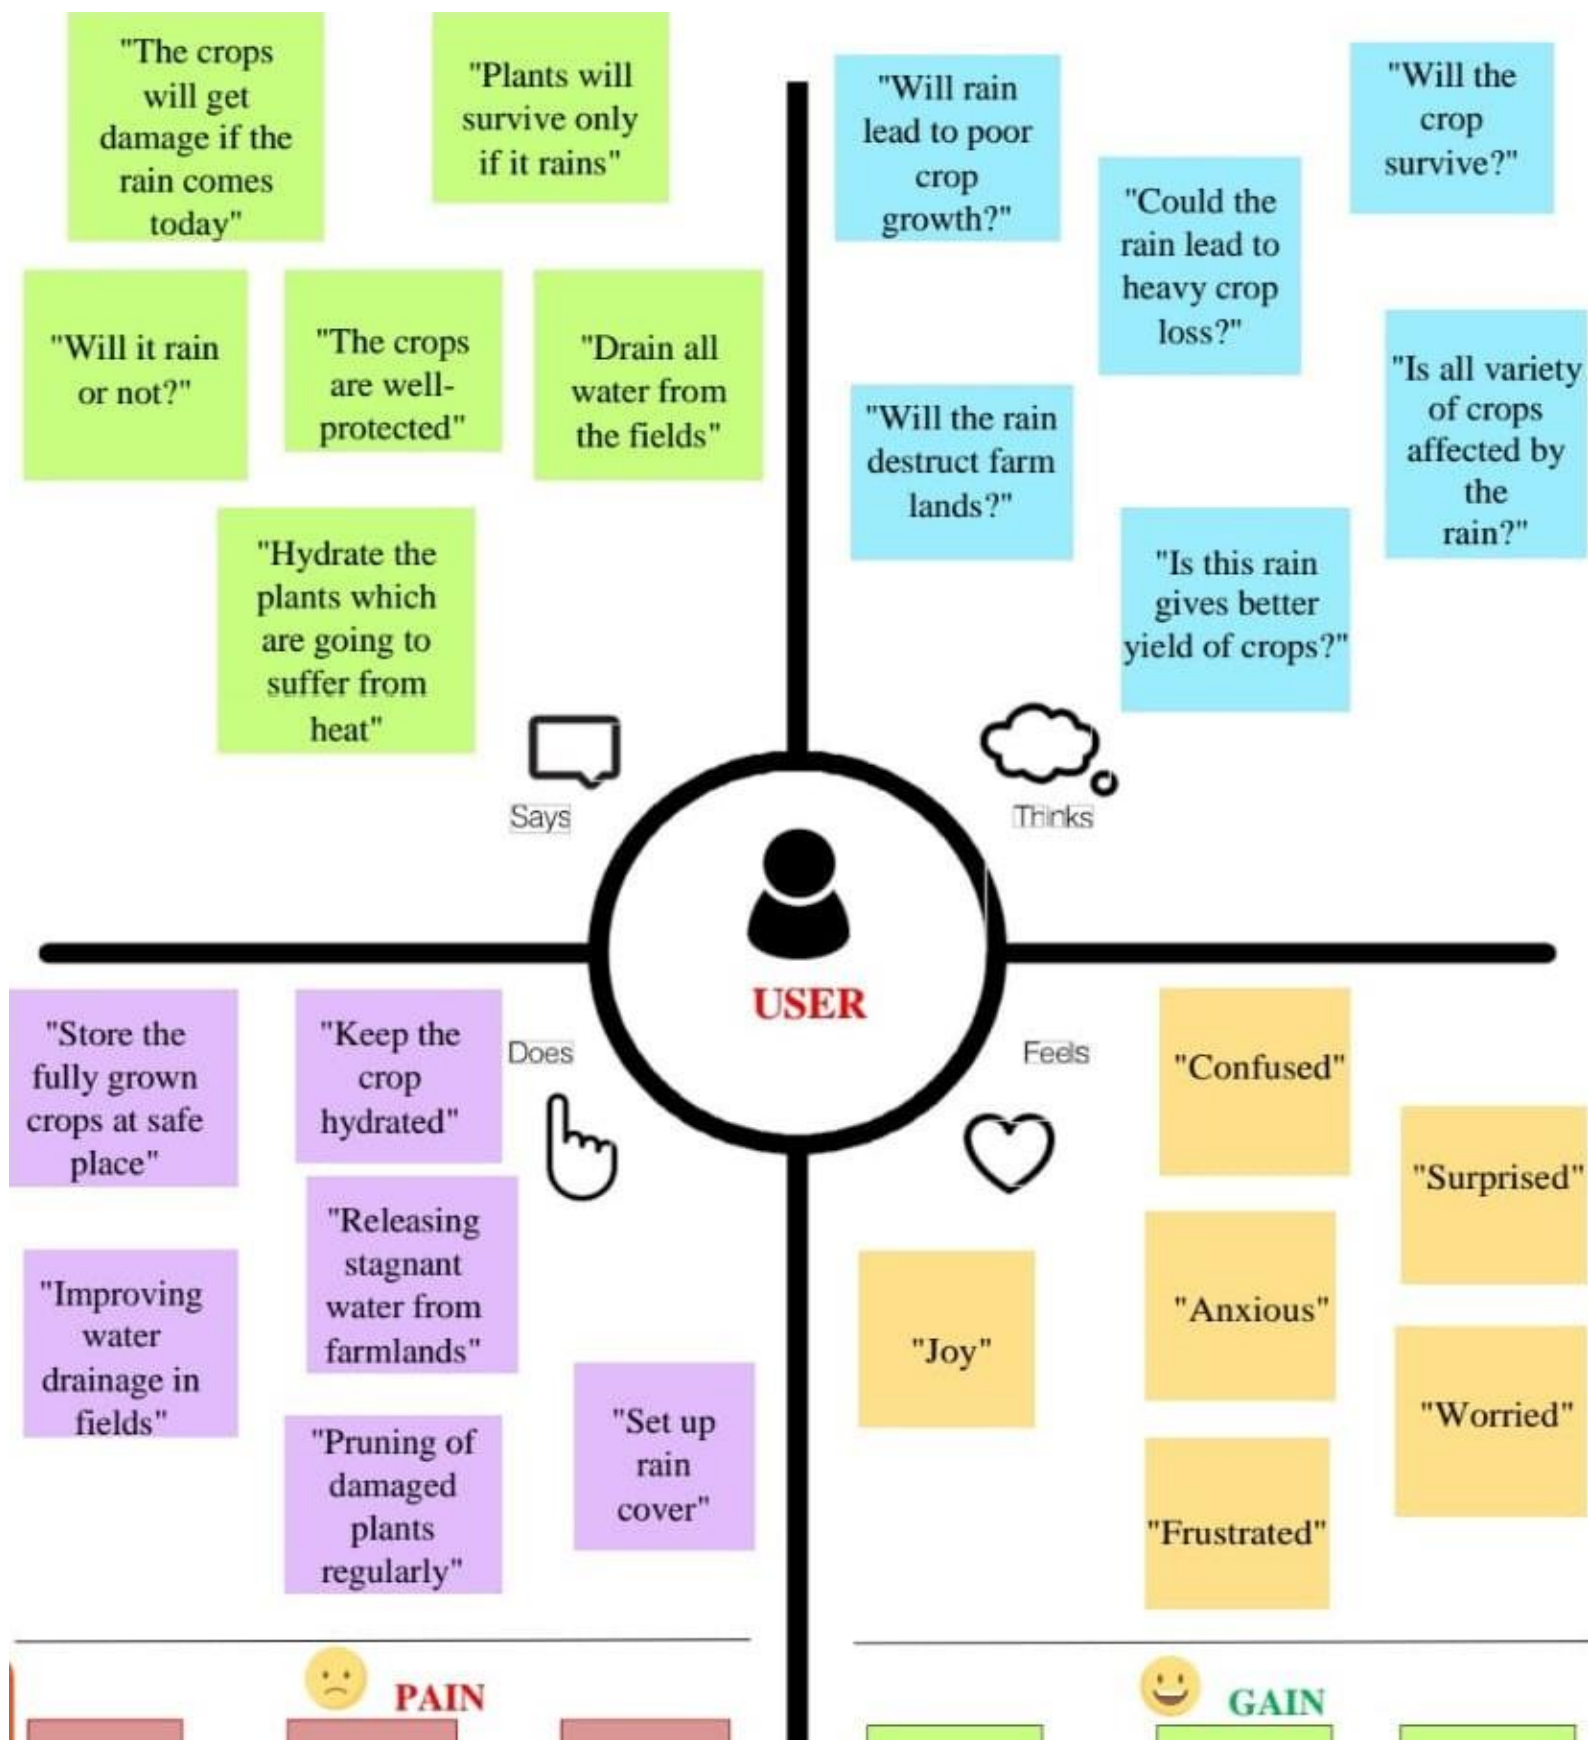 "The crops
will get
damage if the
rain comes
today"
"Plants will
survive only
if it rains"
"Will it rain
or not?"
"The crops
are well-
protected"
"Drain all
water from
the fields"
"Hydrate the
plants which
are going to
suffer from
heat"
Says
"Will rain
lead to poor
crop
growth?"
"Could the
rain lead to
heavy crop
loss?"
"Will the
crop
survive?"
"Will the rain
destruct farm
lands?"
"Is all variety
of crops
affected by
the
rain?"
"Is this rain
gives better
yield of crops?"
Thinks
USER
"Store the
fully grown
crops at safe
place"
"Keep the
crop
hydrated"
Does
"Releasing
stagnant
water from
farmlands"
"Improving
water
drainage in
fields"
"Pruning of
damaged
plants
regularly"
"Set up
rain
cover"
Feels
"Confused"
"Surprised"
"Anxious"
"Joy"
"Worried"
"Frustrated"
PAIN
GAIN